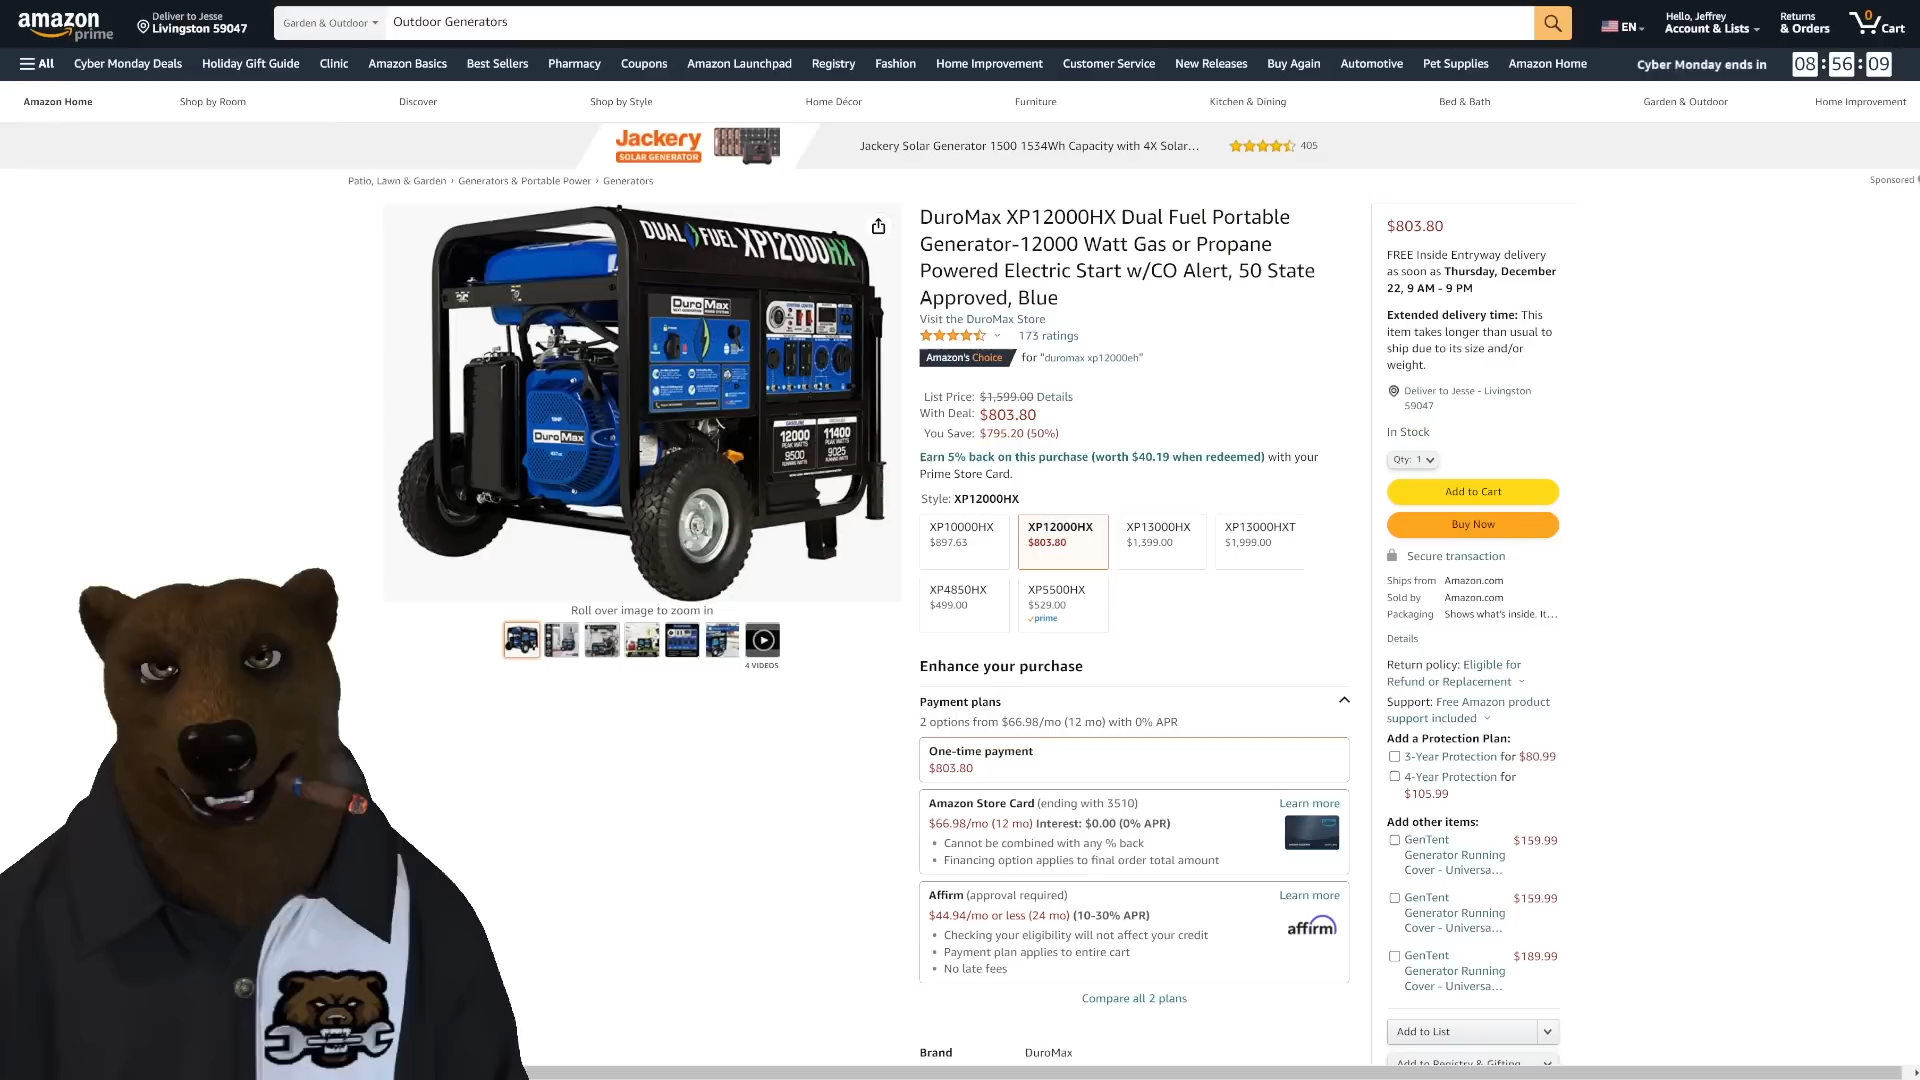 amazon
prime
Deliver to Jesse
Livingston 59047
Garden & Outdoor
Outdoor Generators
EN
Hello, Jeffrey
Account & Lists
Returns
& Orders
0
Cart
All
Cyber Monday Deals
Holiday Gift Guide
Clinic
Amazon Basics
Best Sellers
Pharmacy
Coupons
Amazon Launchpad
Registry
Fashion
Home Improvement
Customer Service
New Releases
Buy Again
Automotive
Pet Supplies
Amazon Home
Cyber Monday ends in
08 : 56 : 09
Amazon Home
Shop by Room
Discover
Shop by Style
Home Décor
Furniture
Kitchen & Dining
Bed & Bath
Garden & Outdoor
Home Improvement
Jackery
SOLAR GENERATOR
Jackery Solar Generator 1500 1534Wh Capacity with 4X Solar...
405
Patio, Lawn & Garden › Generators & Portable Power › Generators
Sponsored
DUAL FUEL XP12000HX
DuroMax
DuroMax
GASOLINE
12000
PEAK WATTS
9500
RUNNING WATTS
11400
PEAK WATTS
9025
RUNNING WATTS
Roll over image to zoom in
4 VIDEOS
DuroMax XP12000HX Dual Fuel Portable
Generator-12000 Watt Gas or Propane
Powered Electric Start w/CO Alert, 50 State
Approved, Blue
Visit the DuroMax Store
173 ratings
Amazon's Choice for "duromax xp12000eh"
List Price: $1,599.00 Details
With Deal: $803.80
You Save: $795.20 (50%)
Earn 5% back on this purchase (worth $40.19 when redeemed) with your
Prime Store Card.
Style: XP12000HX
XP10000HX
$897.63
XP12000HX
$803.80
XP13000HX
$1,399.00
XP13000HXT
$1,999.00
XP4850HX
$499.00
XP5500HX
$529.00
prime
Enhance your purchase
Payment plans
2 options from $66.98/mo (12 mo) with 0% APR
One-time payment
$803.80
Amazon Store Card (ending with 3510)
Learn more
$66.98/mo (12 mo) Interest: $0.00 (0% APR)
• Cannot be combined with any % back
• Financing option applies to final order total amount
Affirm (approval required)
Learn more
$44.94/mo or less (24 mo) (10-30% APR)
affirm
• Checking your eligibility will not affect your credit
• Payment plan applies to entire cart
• No late fees
Compare all 2 plans
Brand DuroMax
$803.80
FREE Inside Entryway delivery
as soon as Thursday, December
22, 9 AM - 9 PM
Extended delivery time: This
item takes longer than usual to
ship due to its size and/or
weight.
Deliver to Jesse - Livingston
59047
In Stock
Qty: 1
Add to Cart
Buy Now
Secure transaction
Ships from Amazon.com
Sold by Amazon.com
Packaging Shows what's inside. It...
Details
Return policy: Eligible for
Refund or Replacement
Support: Free Amazon product
support included
Add a Protection Plan:
3-Year Protection for $80.99
4-Year Protection for
$105.99
Add other items:
GenTent $159.99
Generator Running
Cover - Universa...
GenTent $159.99
Generator Running
Cover - Universa...
GenTent $189.99
Generator Running
Cover - Universa...
Add to List
Add to Registry & Gifting